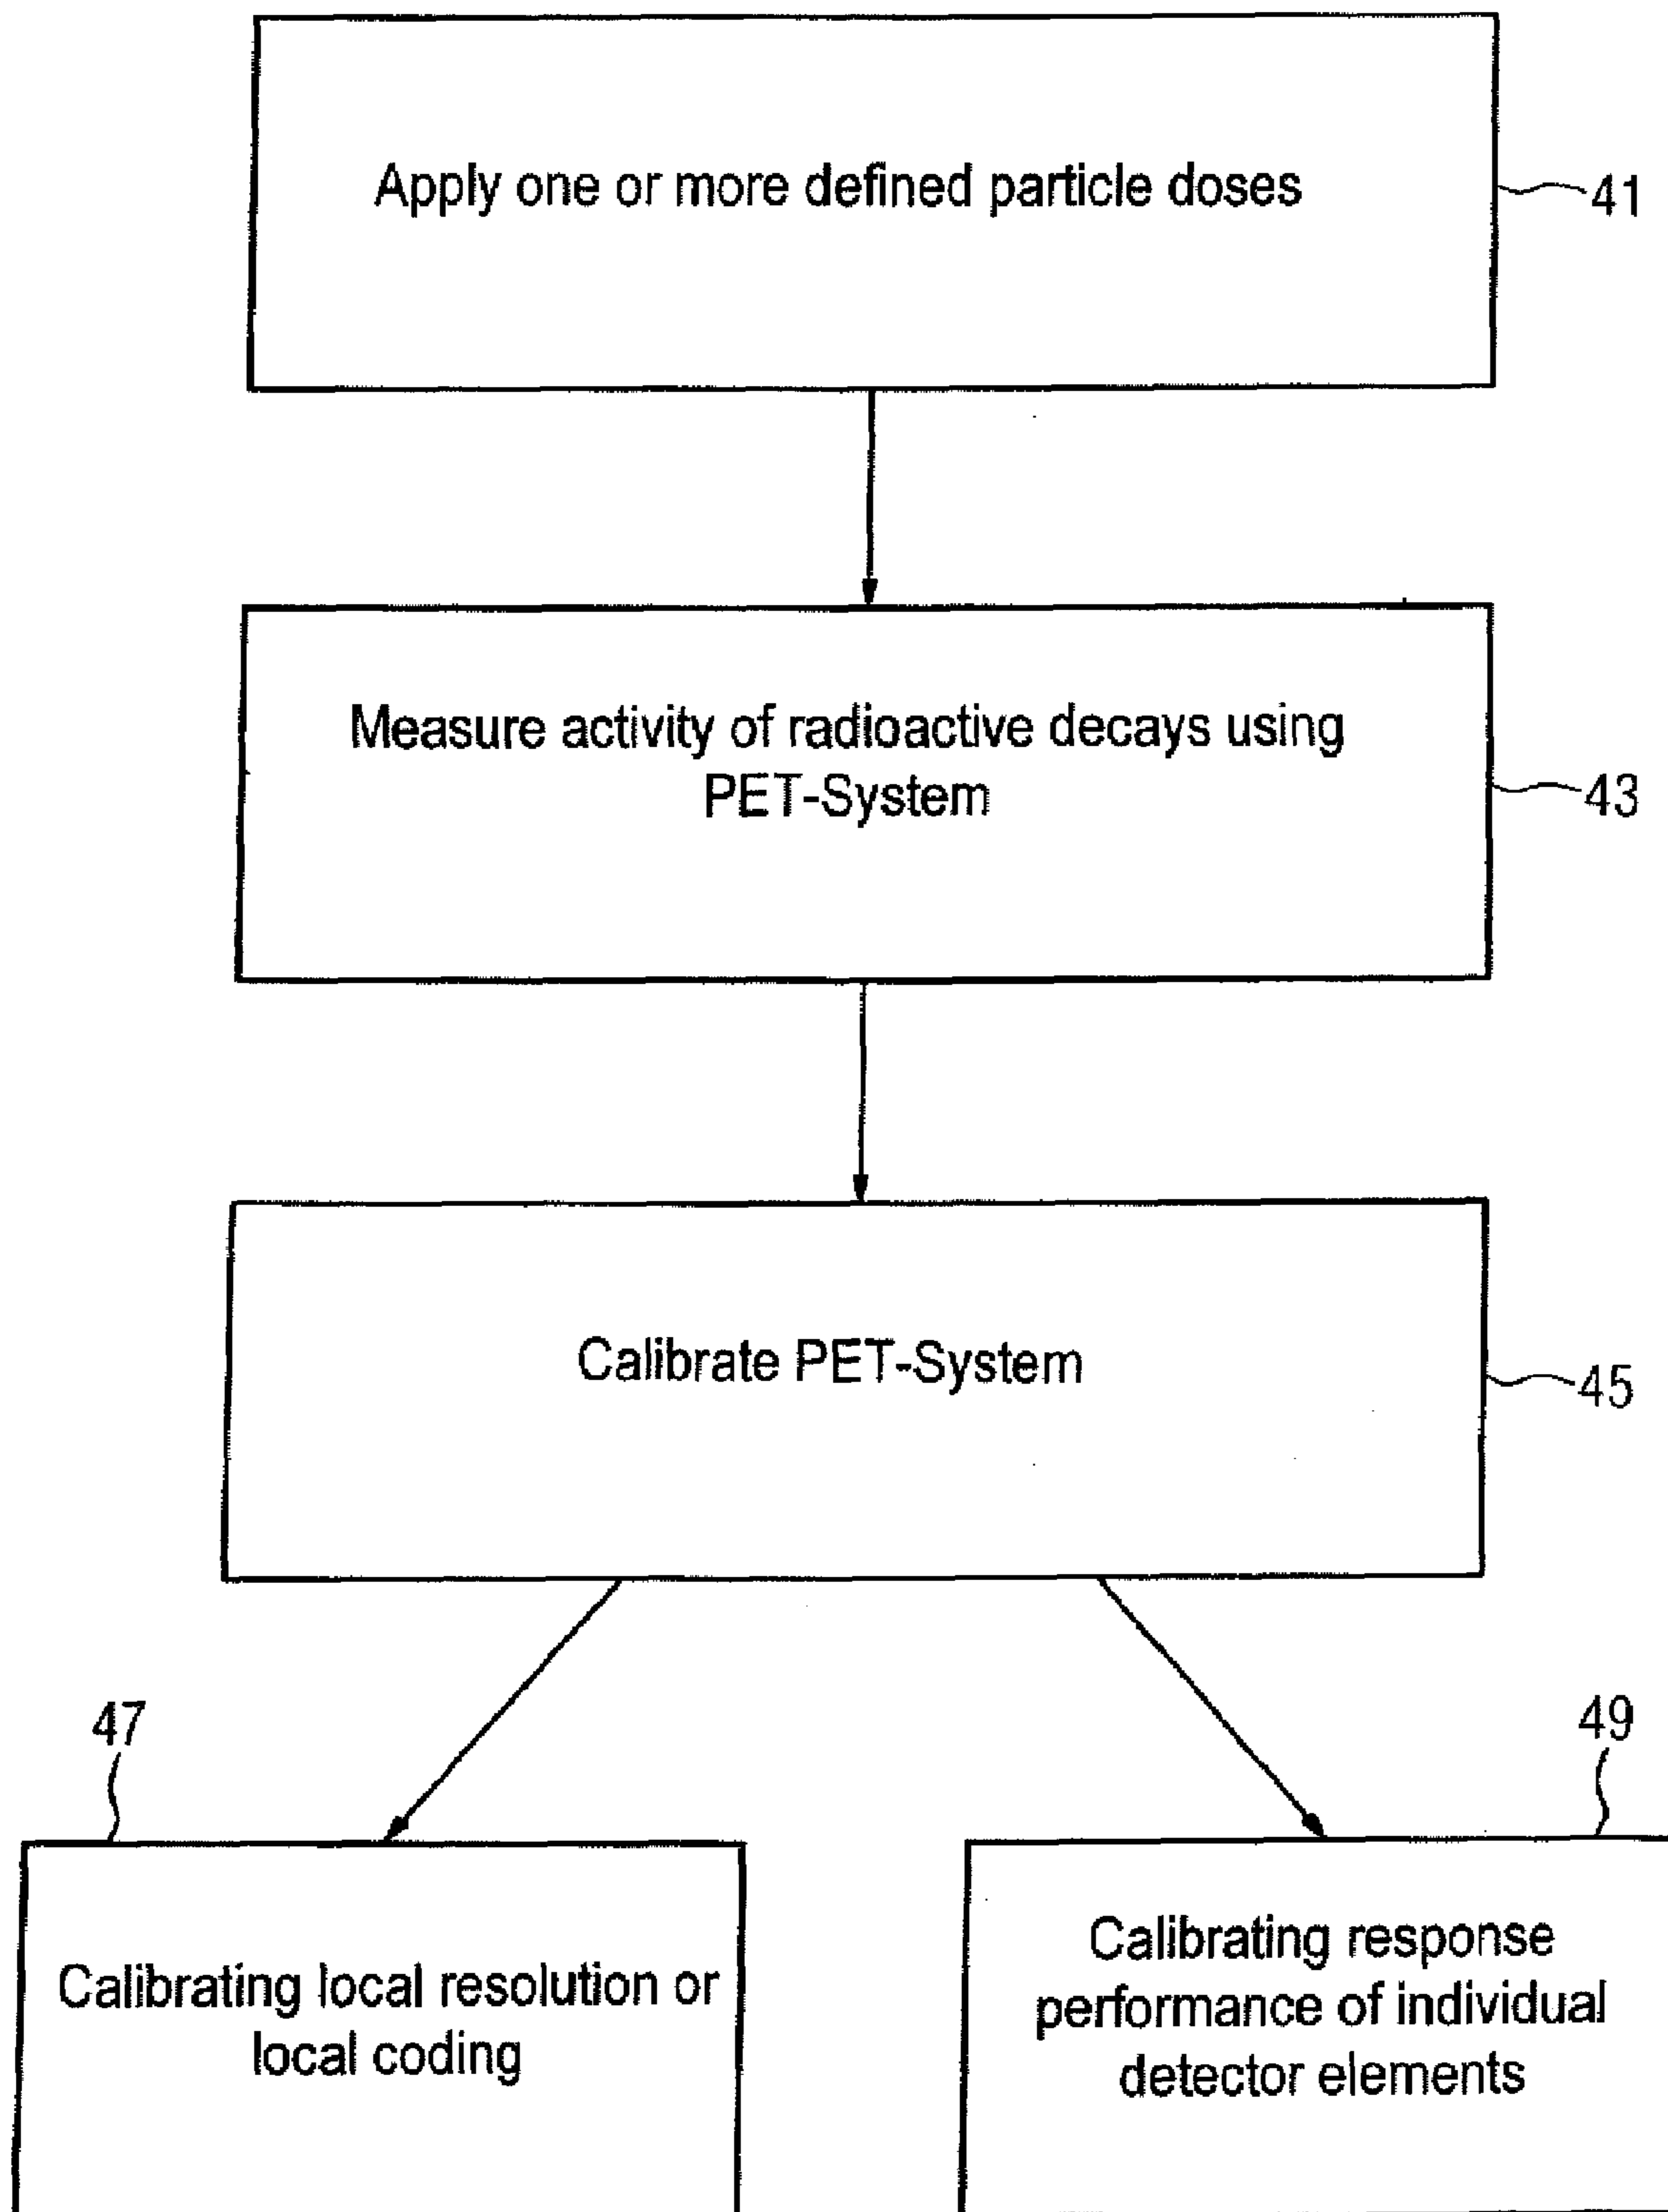 Apply one or more defined particle doses
41
Measure activity of radioactive decays using
PET-System
43
Calibrate PET-System
45
47
49
Calibrating local resolution or
local coding
Calibrating response
performance of individual
detector elements